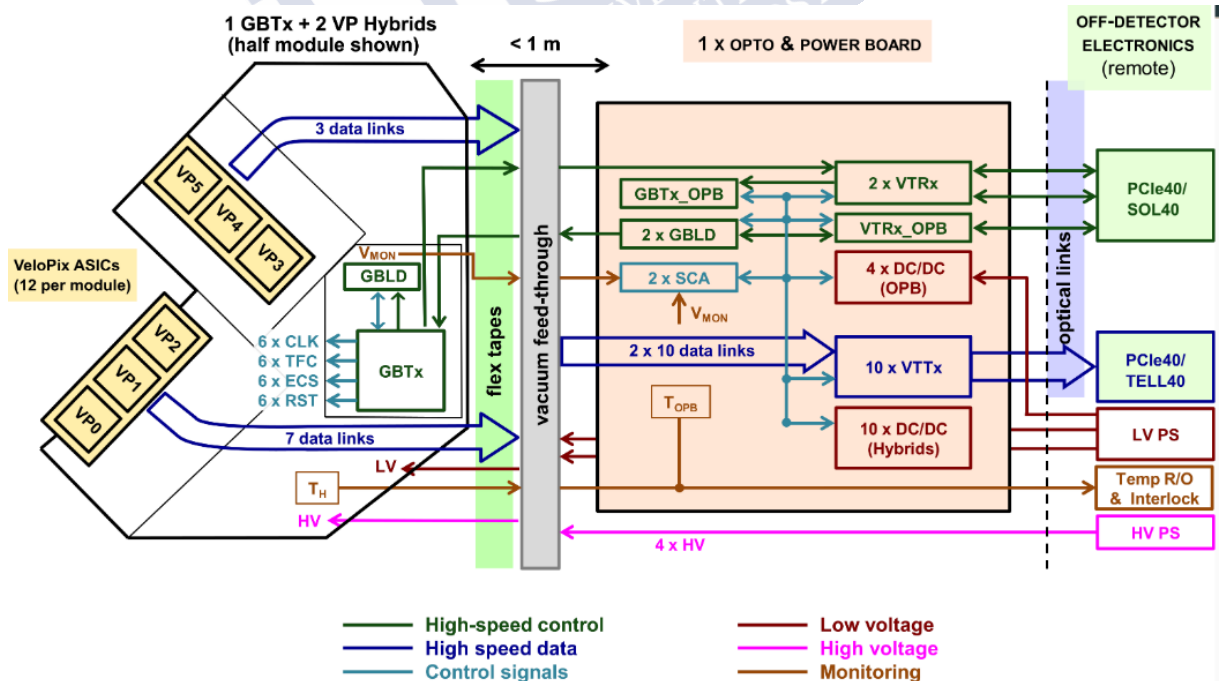 1 GBTx + 2 VP Hybrids
(half module shown)
< 1 m
1 x OPTO & POWER BOARD
OFF-DETECTOR
ELECTRONICS
(remote)
3 data links
VP5
VP4
VP3
VeloPix ASICs
(12 per module)
VP2
VP1
VP0
VMON
GBLD
GBTx
6 x CLK
6 x TFC
6 x ECS
6 x RST
7 data links
LV
TH
HV
flex tapes
vacuum feed-through
GBTx_OPB
2 x GBLD
2 x SCA
VMON
2 x 10 data links
TOPB
2 x VTRx
VTRx_OPB
4 x DC/DC
(OPB)
10 x VTTx
10 x DC/DC
(Hybrids)
4 x HV
optical links
PCIe40/
SOL40
PCIe40/
TELL40
LV PS
Temp R/O
& Interlock
HV PS
High-speed control
High speed data
Control signals
Low voltage
High voltage
Monitoring